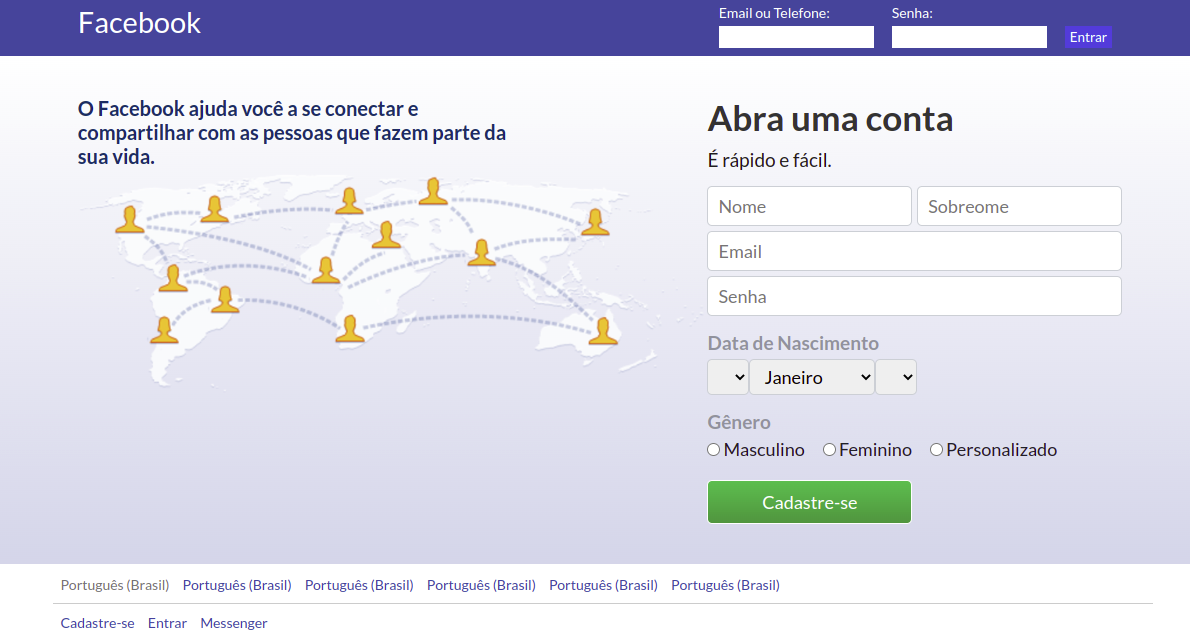 Facebook
Email ou Telefone: Senha:
Entrar
O Facebook ajuda você a se conectar e
compartilhar com as pessoas que fazem parte da
sua vida.
Abra uma conta
É rápido e fácil.
Nome Sobreome
Email
Senha
Data de Nascimento
Janeiro
Gênero
Masculino Feminino Personalizado
Cadastre-se
Português (Brasil) Português (Brasil) Português (Brasil) Português (Brasil) Português (Brasil) Português (Brasil)
Cadastre-se Entrar Messenger